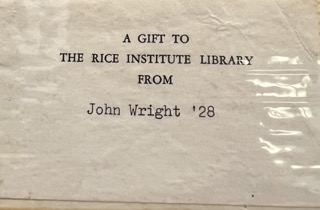 A GIFT TO
THE RICE INSTITUTE LIBRARY
FROM
John Wright '28